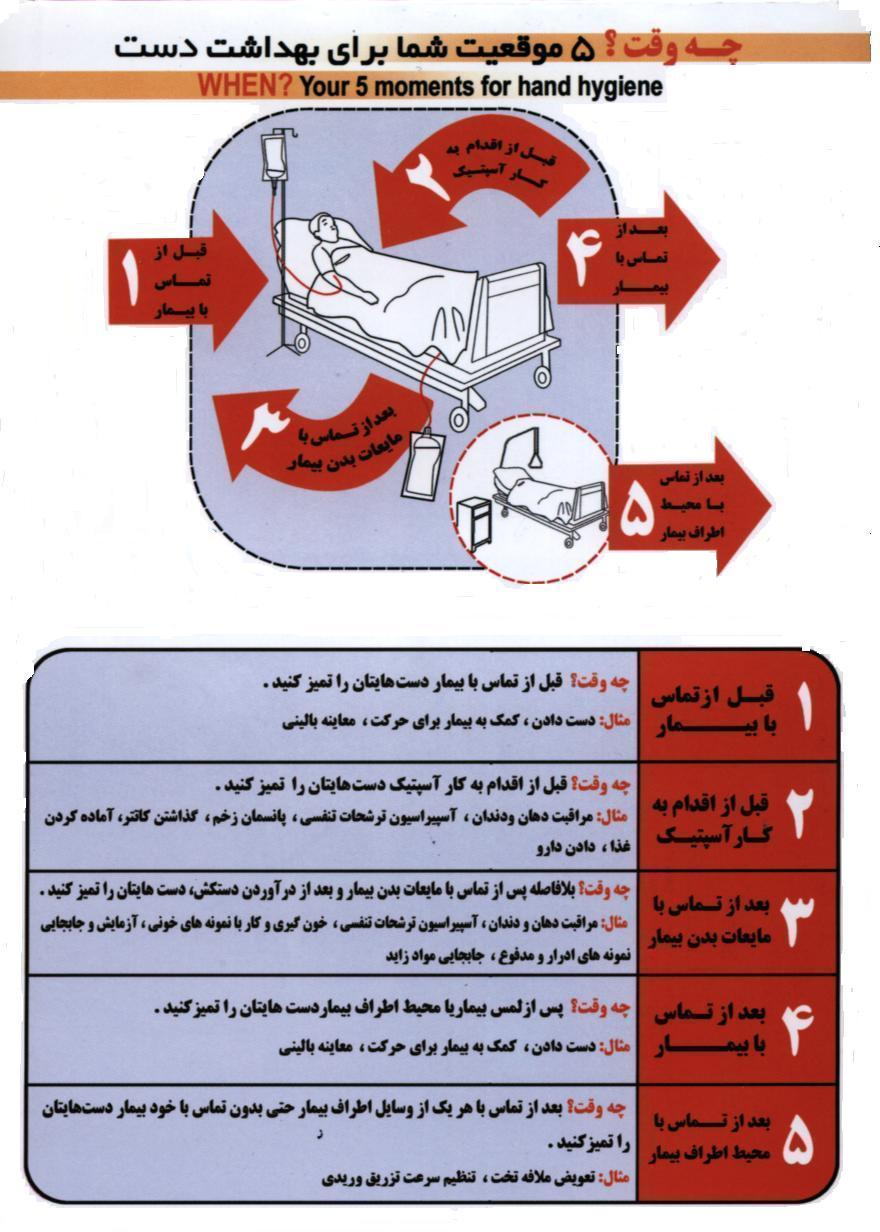 چه وقت؟ ۵ موقعیت شما برای بهداشت دست
WHEN? Your 5 moments for hand hygiene
۱
قبل از
تماس
با بیمار
۲
قبل از اقدام به
کار آسپتیک
۳
بعد از تماس با
مایعات بدن بیمار
۴
بعد از
تماس با
بیمار
۵
بعد از تماس
با محیط
اطراف بیمار
۱
قبل از تماس
با بیمار
چه وقت؟ قبل از تماس با بیمار دست‌هایتان را تمیز کنید .
مثال: دست دادن ، کمک به بیمار برای حرکت ، معاینه بالینی
۲
قبل از اقدام به
کار آسپتیک
چه وقت؟ قبل از اقدام به کار آسپتیک دست‌هایتان را تمیز کنید .
مثال: مراقبت دهان ودندان ، آسپیراسیون ترشحات تنفسی ، پانسمان زخم ، گذاشتن کاتتر، آماده کردن
غذا ، دادن دارو
۳
بعد از تماس با
مایعات بدن بیمار
چه وقت؟ بلافاصله پس از تماس با مایعات بدن بیمار و بعد از درآوردن دستکش، دست هایتان را تمیز کنید .
مثال: مراقبت دهان و دندان ، آسپیراسیون ترشحات تنفسی ، خون گیری و کار با نمونه های خونی ، آزمایش و جابجایی
نمونه های ادرار و مدفوع ، جابجایی مواد زاید
۴
بعد از تماس
با بیمار
چه وقت؟ پس از لمس بیماریا محیط اطراف بیماردست هایتان را تمیزکنید .
مثال: دست دادن ، کمک به بیمار برای حرکت ، معاینه بالینی
۵
بعد از تماس با
محیط اطراف بیمار
چه وقت؟ بعد از تماس با هر یک از وسایل اطراف بیمار حتی بدون تماس با خود بیمار دست‌هایتان
را تمیزکنید .
مثال: تعویض ملافه تخت ، تنظیم سرعت تزریق وریدی